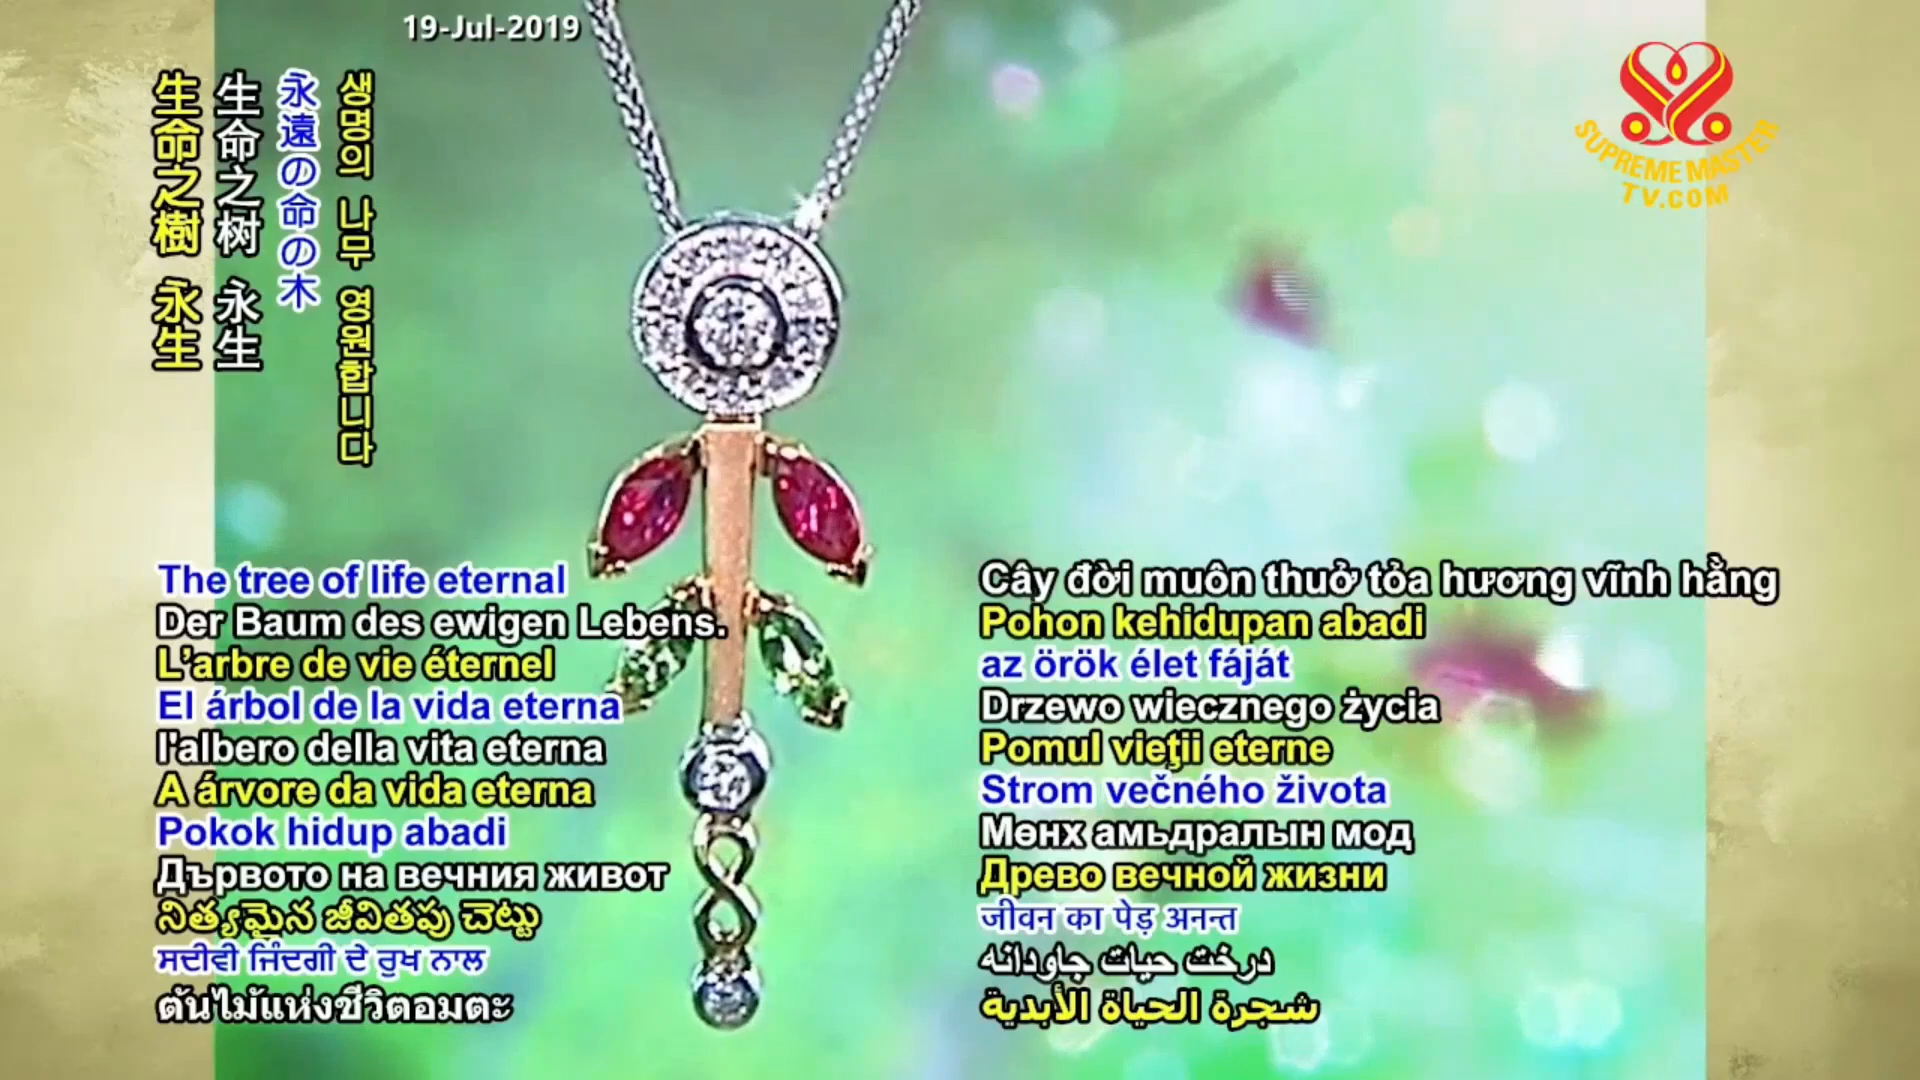 19-Jul-2019
생명의 나무 영원합니다
永遠の命の木
生命之树 永生
生命之樹 永生
SUPREME MASTER
TV.COM
The tree of life eternal
Der Baum des ewigen Lebens.
L’arbre de vie éternel
El árbol de la vida eterna
l'albero della vita eterna
A árvore da vida eterna
Pokok hidup abadi
Дървото на вечния живот
నిత్యమైన జీవితపు చెట్టు
ਸਦੀਵੀ ਜਿੰਦਗੀ ਦੇ ਰੁਖ ਨਾਲ
ต้นไม้แห่งชีวิตอมตะ
Cây đời muôn thuở tỏa hương vĩnh hằng
Pohon kehidupan abadi
az örök élet fáját
Drzewo wiecznego życia
Pomul vieţii eterne
Strom večného života
Мөнх амьдралын мод
Древо вечной жизни
जीवन का पेड़ अनन्त
درخت حیات جاودانه
شجرة الحياة الأبدية